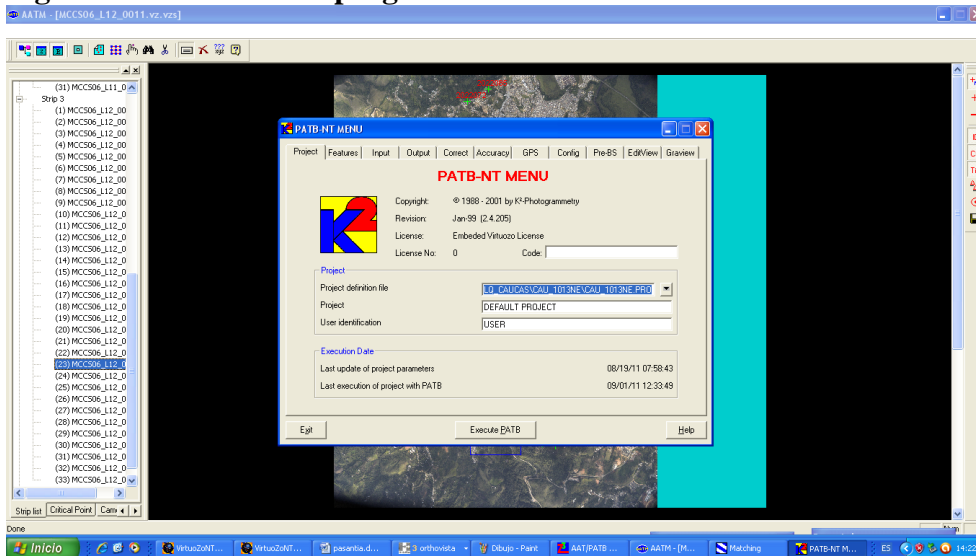 AATM - [MCCS06_L12_0011.vz.vzs]
(31) MCCS06_L11_0
Strip 3
(1) MCCS06_L12_00
(2) MCCS06_L12_00
(3) MCCS06_L12_00
(4) MCCS06_L12_00
(5) MCCS06_L12_00
(6) MCCS06_L12_00
(7) MCCS06_L12_00
(8) MCCS06_L12_00
(9) MCCS06_L12_00
(10) MCCS06_L12_0
(11) MCCS06_L12_0
(12) MCCS06_L12_0
(13) MCCS06_L12_0
(14) MCCS06_L12_0
(15) MCCS06_L12_0
(16) MCCS06_L12_0
(17) MCCS06_L12_0
(18) MCCS06_L12_0
(19) MCCS06_L12_0
(20) MCCS06_L12_0
(21) MCCS06_L12_0
(22) MCCS06_L12_0
(23) MCCS06_L12_0
(24) MCCS06_L12_0
(25) MCCS06_L12_0
(26) MCCS06_L12_0
(27) MCCS06_L12_0
(28) MCCS06_L12_0
(29) MCCS06_L12_0
(30) MCCS06_L12_0
(31) MCCS06_L12_0
(32) MCCS06_L12_0
(33) MCCS06_L12_0
Strip list Critical Point Cam
PATB-NT MENU
Project Features Input Output Correct Accuracy GPS Config Pre-BS Edit/View Graview
PATB-NT MENU
K2
Copyright: © 1988 - 2001 by K²-Photogrammetry
Revision: Jan-99 (2.4.205)
License: Embeded Virtuozo License
License No: 0 Code:
Project
Project definition file LQ_CAUCAS\CAU_1013NE\CAU_1013NE.PRO
Project DEFAULT PROJECT
User identification USER
Execution Date
Last update of project parameters 08/19/11 07:58:43
Last execution of project with PATB 09/01/11 12:33:49
Exit Execute PATB Help
Done
Inicio VirtuoZoNT... VirtuoZoNT... pasantia.d... 3 orthovista Dibujo - Paint AAT/PATB ... AATM - [M... Matching PATB-NT M... ES